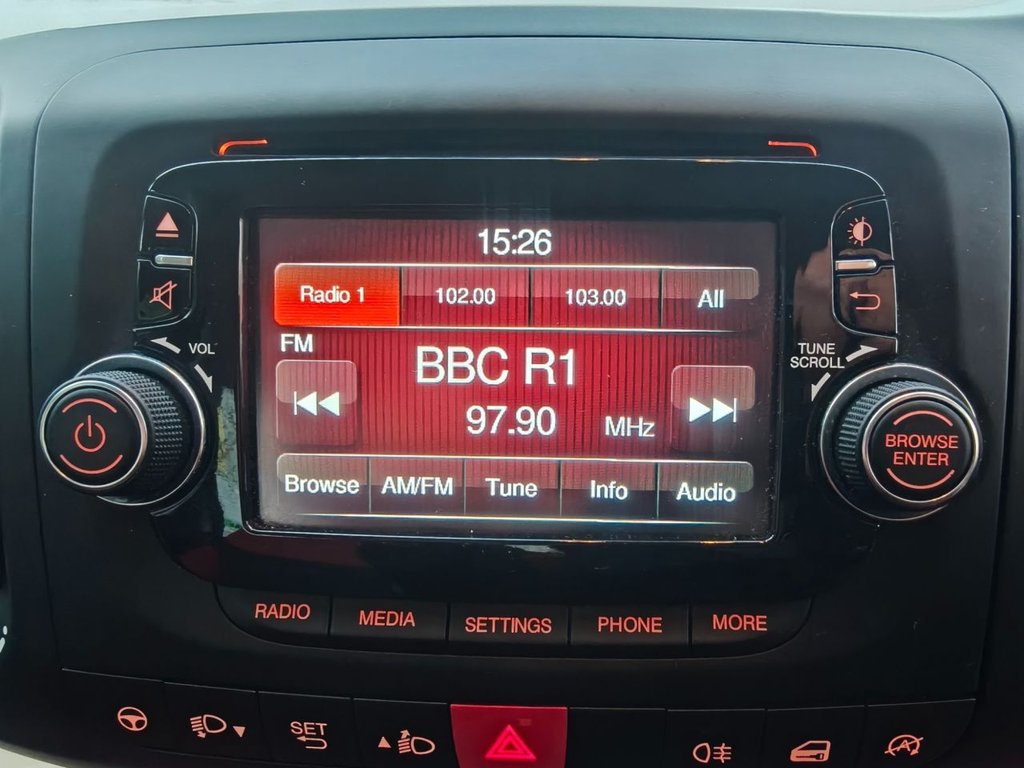 15:26
Radio 1 102.00 103.00 All
FM
BBC R1
97.90 MHz
Browse AM/FM Tune Info Audio
VOL
TUNE
SCROLL
BROWSE
ENTER
RADIO MEDIA SETTINGS PHONE MORE
SET